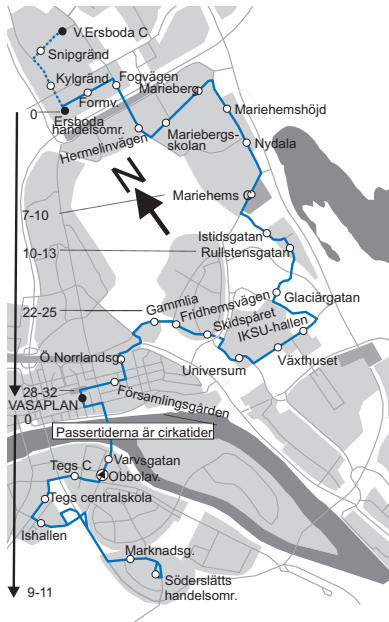 V.Ersboda C
Snipgränd
Kylgränd
Fogvägen
Marieberg
Formv.
0
Ersboda
handelsomr.
Mariehemshöjd
Mariebergs-
skolan
Hermelinvägen
Nydala
N
7-10
Mariehems C
Istidsgatan
10-13
Rullstensgatan
Glaciärgatan
22-25
Gammlia
Fridhemsvägen
Skidspåret
IKSU-hallen
Ö.Norrlandsg.
Universum
Växthuset
28-32
Församlingsgården
VASAPLAN
0
Passertiderna är cirkatider
Varvsgatan
Tegs C
Obbolav.
Tegs centralskola
Ishallen
Marknadsg.
Söderslätts
handelsomr.
9-11